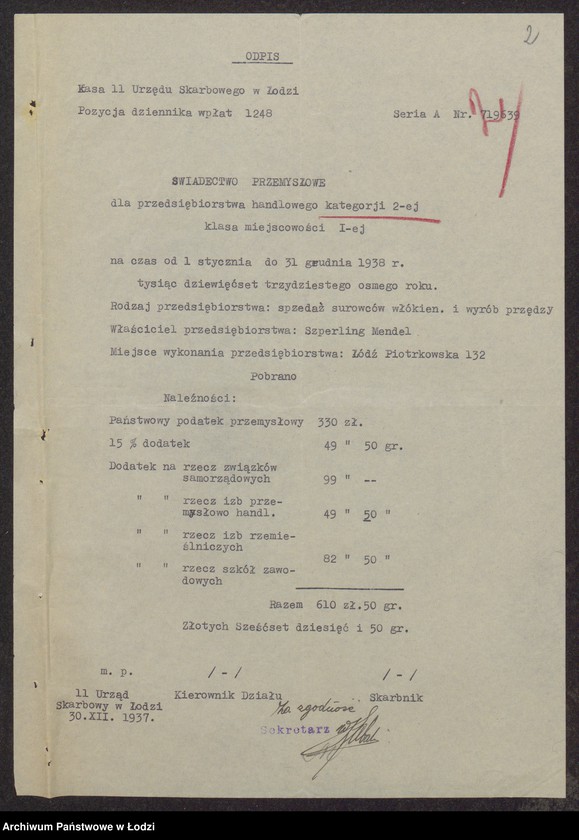 2
ODPIS
Kasa 11 Urzędu Skarbowego w Łodzi
Pozycja dziennika wpłat 1248 Seria A Nr. 719639
SWIADECTWO PRZEMYSŁOWE
dla przedsiębiorstwa handlowego kategorji 2-ej
klasa miejscowości I-ej
na czas od 1 stycznia do 31 grudnia 1938 r.
tysiąc dziewięóset trzydziestego osmego roku.
Rodzaj przedsiębiorstwa: spzedaż surowców włókien. i wyrób przędzy
Właściciel przedsiębiorstwa: Szperling Mendel
Miejsce wykonania przedsiębiorstwa: Łódź Piotrkowska 132
Pobrano
Należności:
Państwowy podatek przemysłowy 330 zł.
15 % dodatek 49 " 50 gr.
Dodatek na rzecz związków
samorządowych 99 " --
" " rzecz izb prze-
mysłowo handl. 49 " 50 "
" " rzecz izb rzemie-
ślniczych
82 " 50 "
" " rzecz szkół zawo-
dowych
Razem 610 zł.50 gr.
Złotych Sześćset dziesięć i 50 gr.
m. p. /-/ /-/
11 Urząd Kierownik Działu Skarbnik
Skarbowy w Łodzi
30.XII. 1937.
Za zgodność
Sekretarz
Archiwum Państwowe w Łodzi